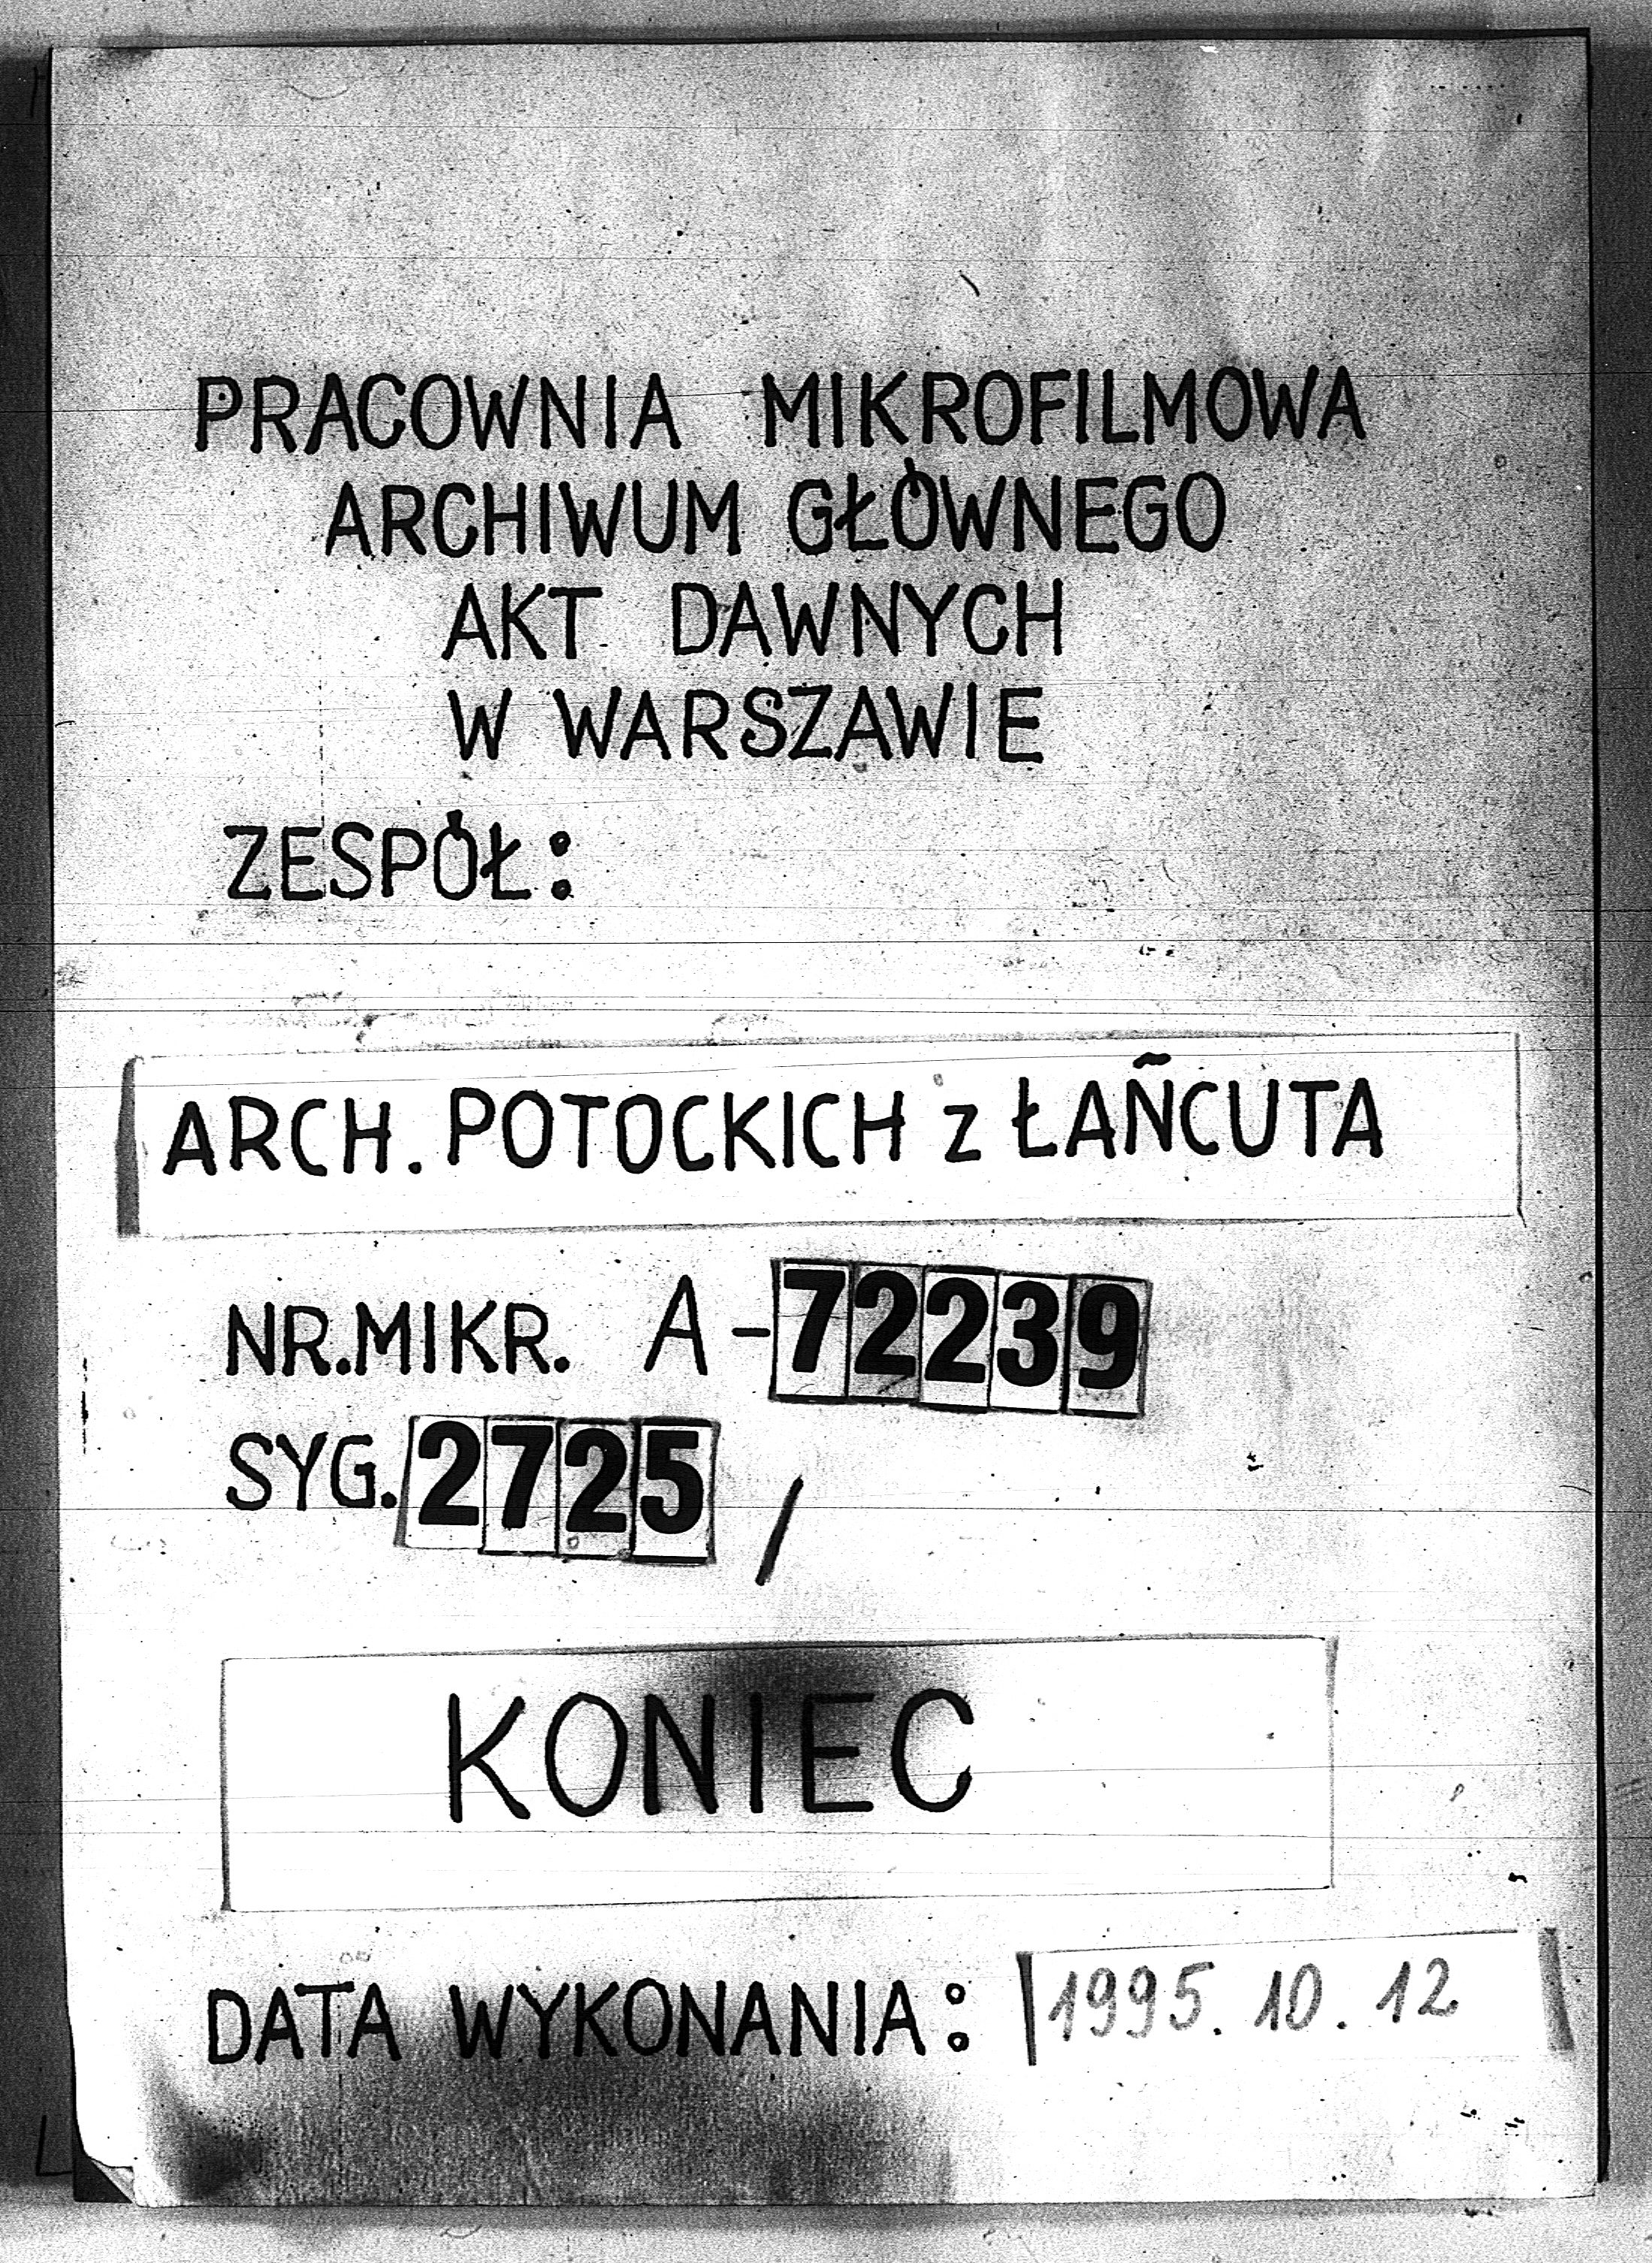 PRACOWNIA MIKROFILMOWA
ARCHIWUM GŁÓWNEGO
AKT DAWNYCH
W WARSZAWIE
ZESPÓŁ:
ARCH. POTOCKICH z ŁAŃCUTA
NR.MIKR. A-72239
SYG. 2725 /
KONIEC
DATA WYKONANIA: 1995. 10. 12